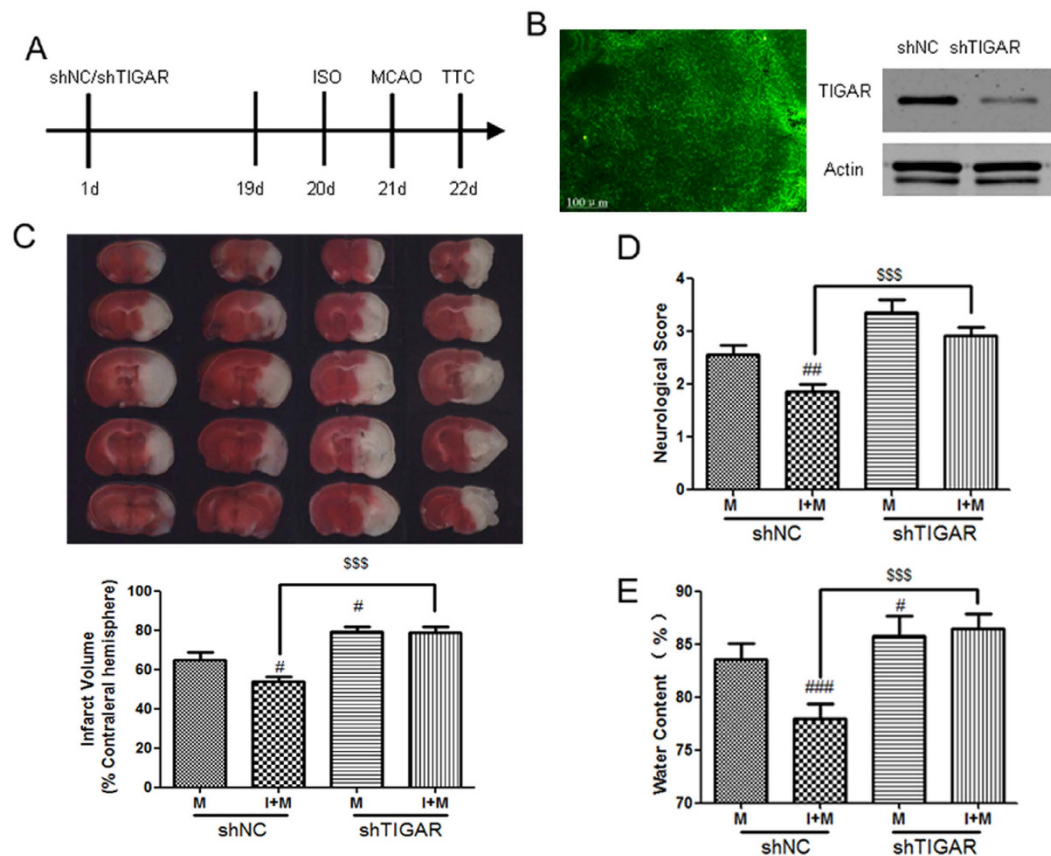 A
shNC/shTIGAR
ISO
MCAO
TTC
1d
19d
20d
21d
22d
B
shNC shTIGAR
TIGAR
Actin
100 μm
C
$$$
#
#
Infarct Volume
(% Contraleral hemisphere)
100
80
60
40
20
0
M
I+M
M
I+M
shNC
shTIGAR
D
$$$
##
Neurological Score
4
3
2
1
0
M
I+M
M
I+M
shNC
shTIGAR
E
$$$
#
###
Water Content ( % )
90
85
80
75
70
M
I+M
M
I+M
shNC
shTIGAR